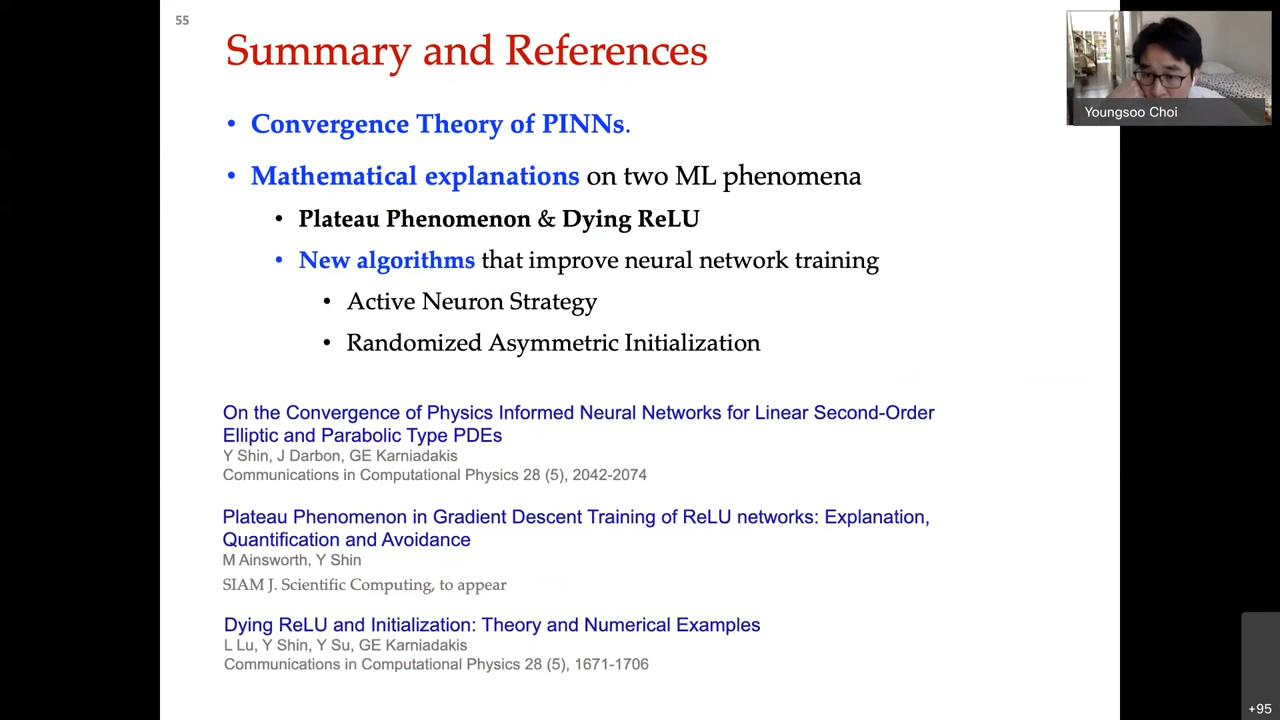 55
Summary and References
• Convergence Theory of PINNs.
• Mathematical explanations on two ML phenomena
• Plateau Phenomenon & Dying ReLU
• New algorithms that improve neural network training
• Active Neuron Strategy
• Randomized Asymmetric Initialization
On the Convergence of Physics Informed Neural Networks for Linear Second-Order
Elliptic and Parabolic Type PDEs
Y Shin, J Darbon, GE Karniadakis
Communications in Computational Physics 28 (5), 2042-2074
Plateau Phenomenon in Gradient Descent Training of ReLU networks: Explanation,
Quantification and Avoidance
M Ainsworth, Y Shin
SIAM J. Scientific Computing, to appear
Dying ReLU and Initialization: Theory and Numerical Examples
L Lu, Y Shin, Y Su, GE Karniadakis
Communications in Computational Physics 28 (5), 1671-1706
Youngsoo Choi
+95